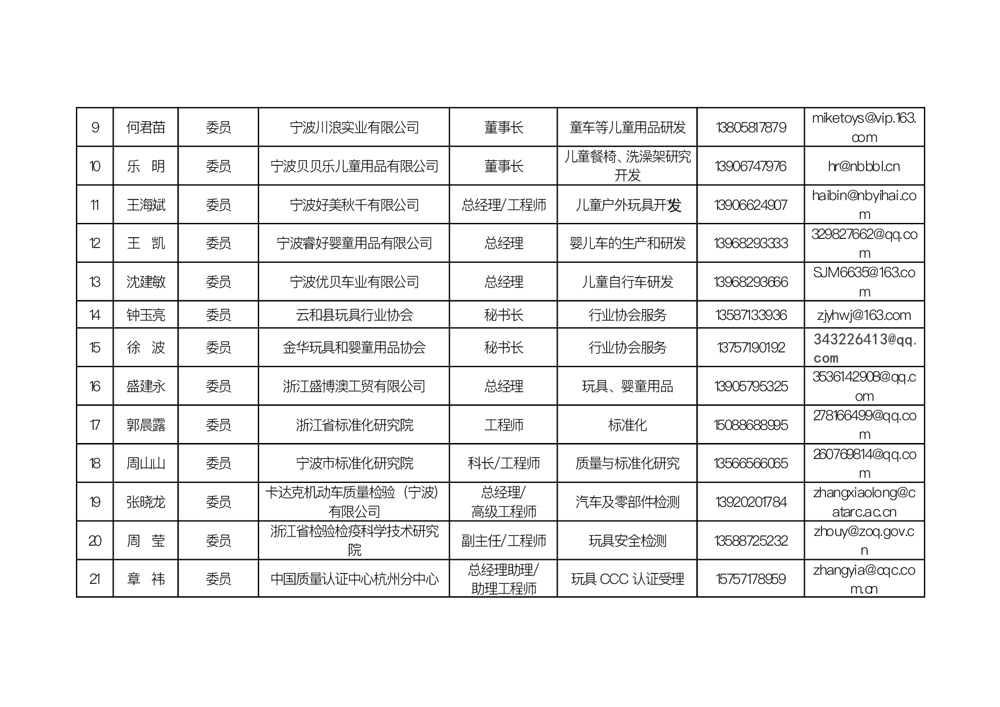 9 何君苗 委员 宁波川浪实业有限公司 董事长 童车等儿童用品研发 13805817879 miketoys@vip.163.
com
10 乐 明 委员 宁波贝贝乐儿童用品有限公司 董事长 儿童餐椅、洗澡架研究
开发 13906747976 hr@nbbbl.cn
11 王海斌 委员 宁波好美秋千有限公司 总经理/工程师 儿童户外玩具开发 13906624907 haibin@nbyihai.co
m
12 王 凯 委员 宁波睿好婴童用品有限公司 总经理 婴儿车的生产和研发 13968293333 329827662@qq.co
m
13 沈建敏 委员 宁波优贝车业有限公司 总经理 儿童自行车研发 13968293666 SJM6635@163.co
m
14 钟玉亮 委员 云和县玩具行业协会 秘书长 行业协会服务 13587133936 zjyhwj@163.com
15 徐 波 委员 金华玩具和婴童用品协会 秘书长 行业协会服务 13757190192 343226413@qq.
com
16 盛建永 委员 浙江盛博澳工贸有限公司 总经理 玩具、婴童用品 13905795325 3536142908@qq.c
om
17 郭晨露 委员 浙江省标准化研究院 工程师 标准化 15088688995 278166499@qq.co
m
18 周山山 委员 宁波市标准化研究院 科长/工程师 质量与标准化研究 13566566065 260769814@qq.co
m
19 张晓龙 委员 卡达克机动车质量检验（宁波）
有限公司 总经理/
高级工程师 汽车及零部件检测 13920201784 zhangxiaolong@c
atarc.ac.cn
20 周 莹 委员 浙江省检验检疫科学技术研究
院 副主任/工程师 玩具安全检测 13588725232 zhouy@zoq.gov.c
n
21 章 祎 委员 中国质量认证中心杭州分中心 总经理助理/
助理工程师 玩具 CCC 认证受理 15757178959 zhangyia@cqc.co
m.cn